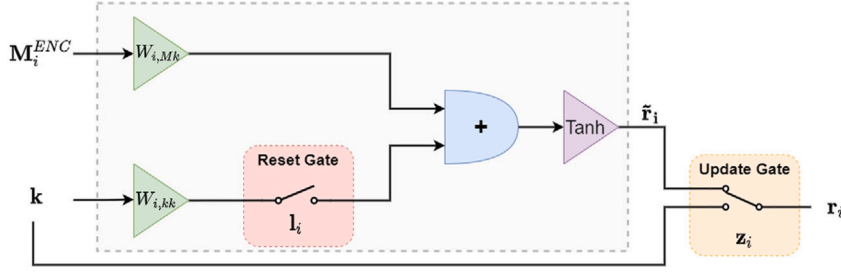 M_i^{ENC}
W_{i,Mk}
+
Tanh
r̃_i
Reset Gate
k
W_{i,kk}
l_i
Update Gate
z_i
r_i